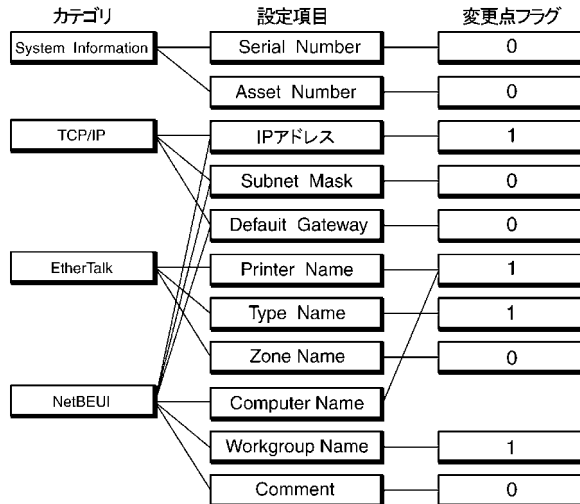 カテゴリ 設定項目 変更点フラグ
System Information Serial Number 0
Asset Number 0
TCP/IP IPアドレス 1
Subnet Mask 0
Default Gateway 0
EtherTalk Printer Name 1
Type Name 1
Zone Name 0
NetBEUI Computer Name
Workgroup Name 1
Comment 0